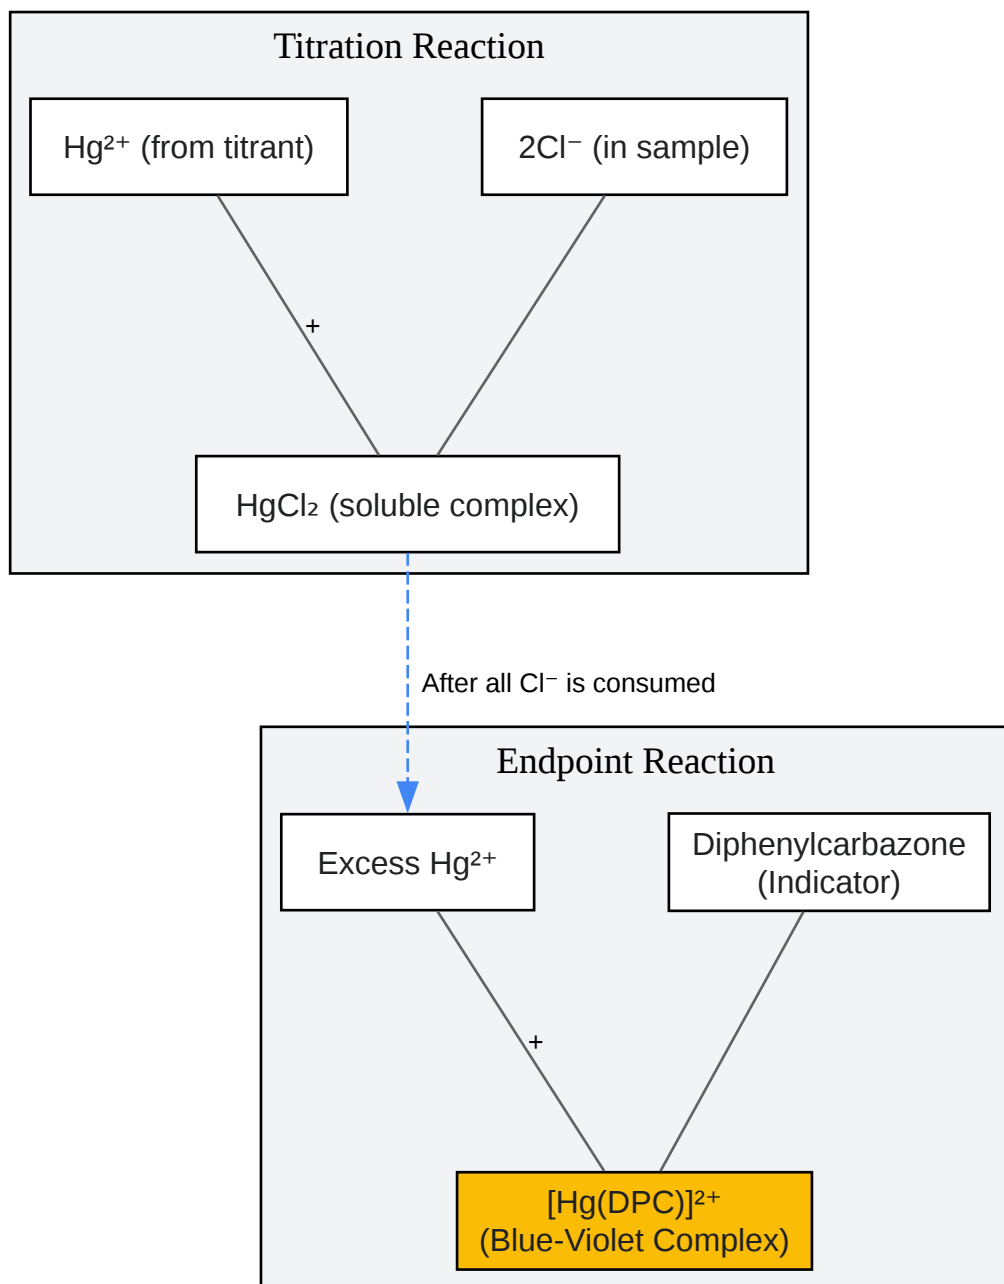 Titration Reaction
Hg²⁺ (from titrant)
2Cl⁻ (in sample)
+
HgCl₂ (soluble complex)
After all Cl⁻ is consumed
Endpoint Reaction
Excess Hg²⁺
Diphenylcarbazone
(Indicator)
+
[Hg(DPC)]²⁺
(Blue-Violet Complex)